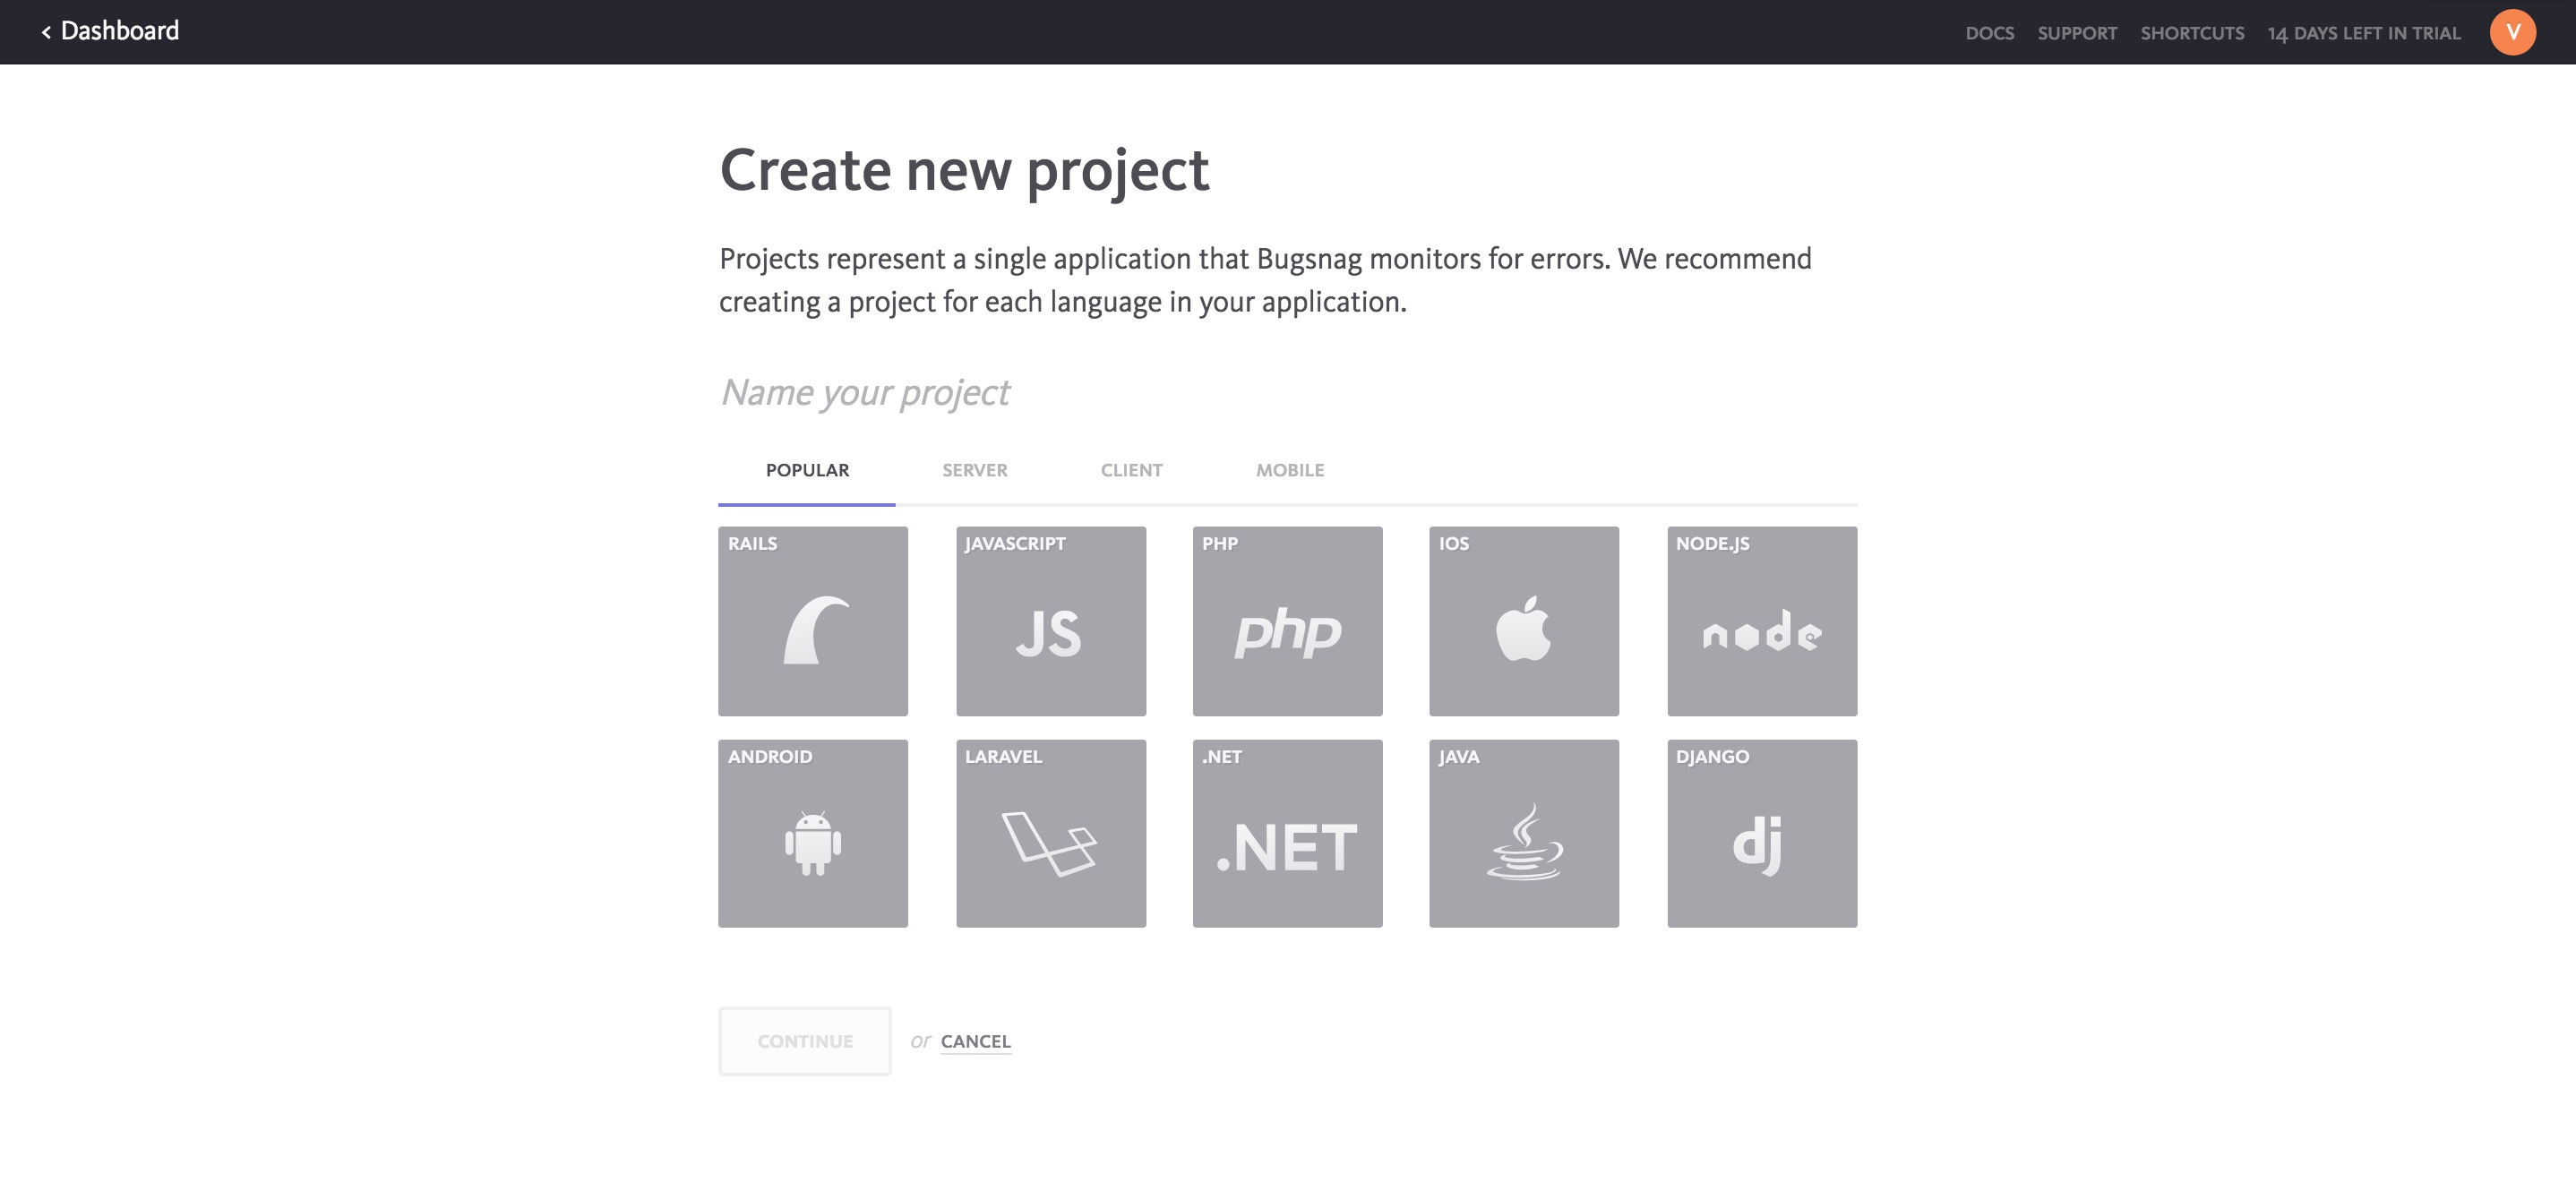 < Dashboard
DOCS SUPPORT SHORTCUTS 14 DAYS LEFT IN TRIAL V
Create new project
Projects represent a single application that Bugsnag monitors for errors. We recommend
creating a project for each language in your application.
Name your project
POPULAR SERVER CLIENT MOBILE
RAILS JAVASCRIPT PHP IOS NODE.JS
JS php node
ANDROID LARAVEL .NET JAVA DJANGO
.NET dj
CONTINUE or CANCEL